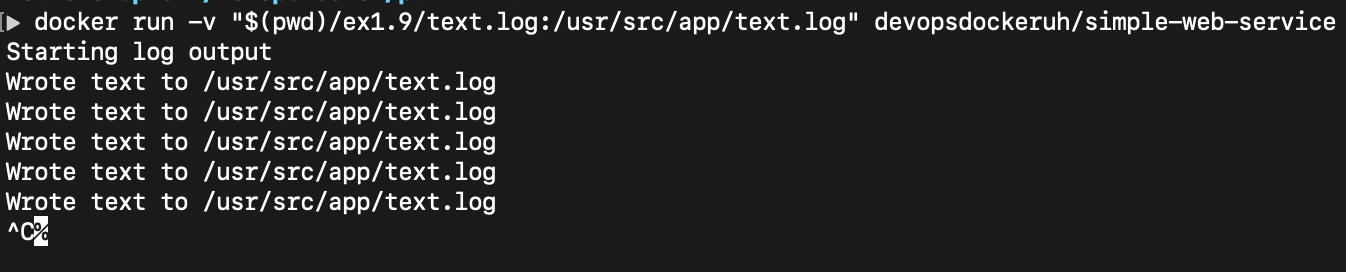 docker run -v "$(pwd)/ex1.9/text.log:/usr/src/app/text.log" devopsdockeruh/simple-web-service
Starting log output
Wrote text to /usr/src/app/text.log
Wrote text to /usr/src/app/text.log
Wrote text to /usr/src/app/text.log
Wrote text to /usr/src/app/text.log
Wrote text to /usr/src/app/text.log
^C%